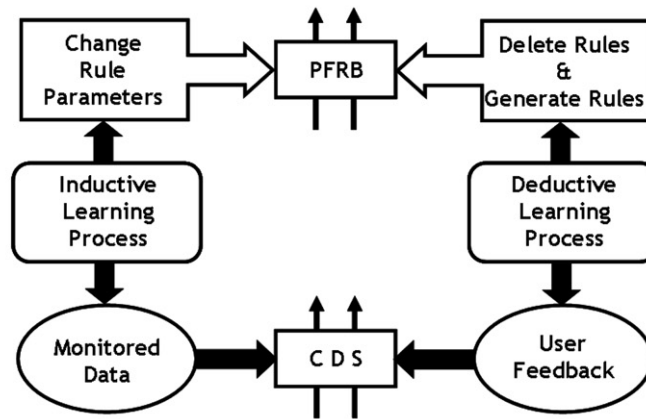 Change
Rule
Parameters
PFRB
Delete Rules
&
Generate Rules
Inductive
Learning
Process
Deductive
Learning
Process
Monitored
Data
C D S
User
Feedback